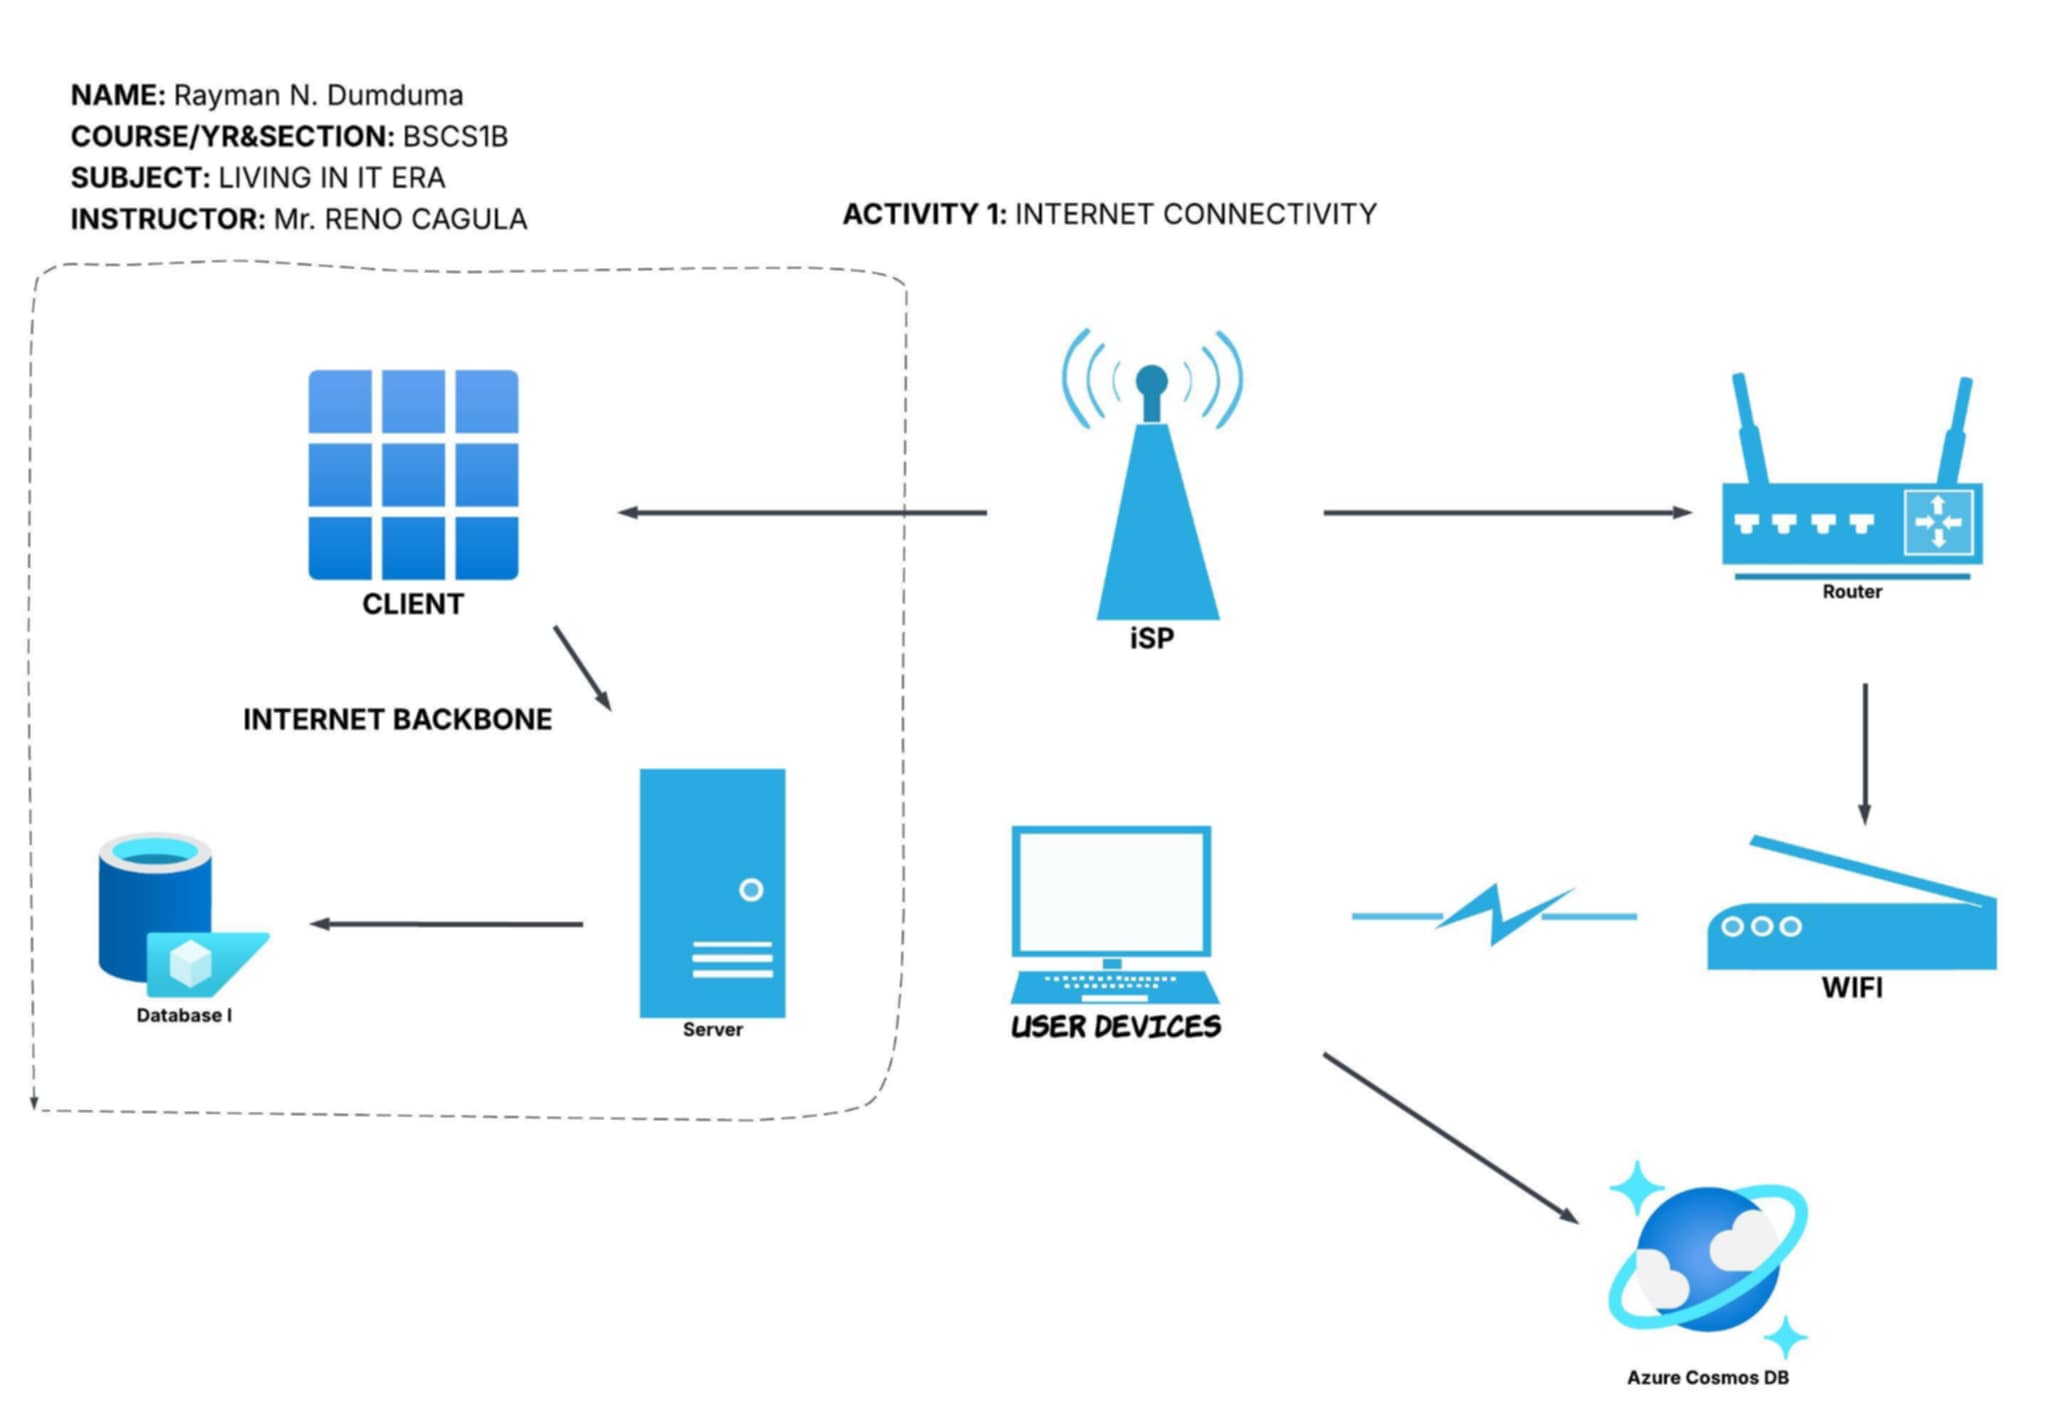 NAME: Rayman N. Dumduma
COURSE/YR&SECTION: BSCS1B
SUBJECT: LIVING IN IT ERA
INSTRUCTOR: Mr. RENO CAGULA
ACTIVITY 1: INTERNET CONNECTIVITY
CLIENT
iSP
Router
INTERNET BACKBONE
Database I
Server
USER DEVICES
WIFI
Azure Cosmos DB